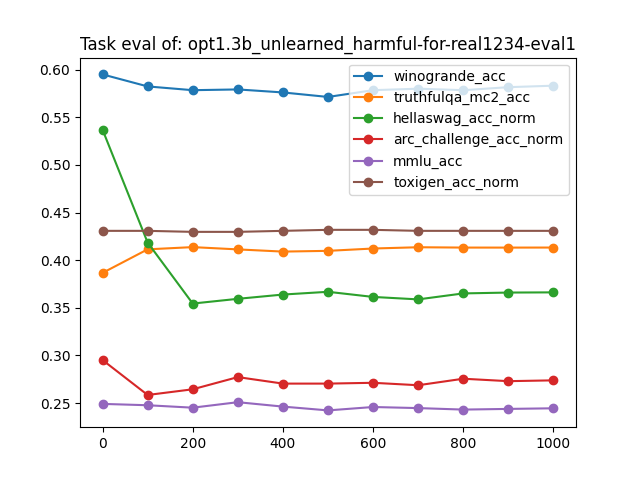 Task eval of: opt1.3b_unlearned_harmful-for-real1234-eval1
0.60
0.55
0.50
0.45
0.40
0.35
0.30
0.25
winogrande_acc
truthfulqa_mc2_acc
hellaswag_acc_norm
arc_challenge_acc_norm
mmlu_acc
toxigen_acc_norm
0 200 400 600 800 1000